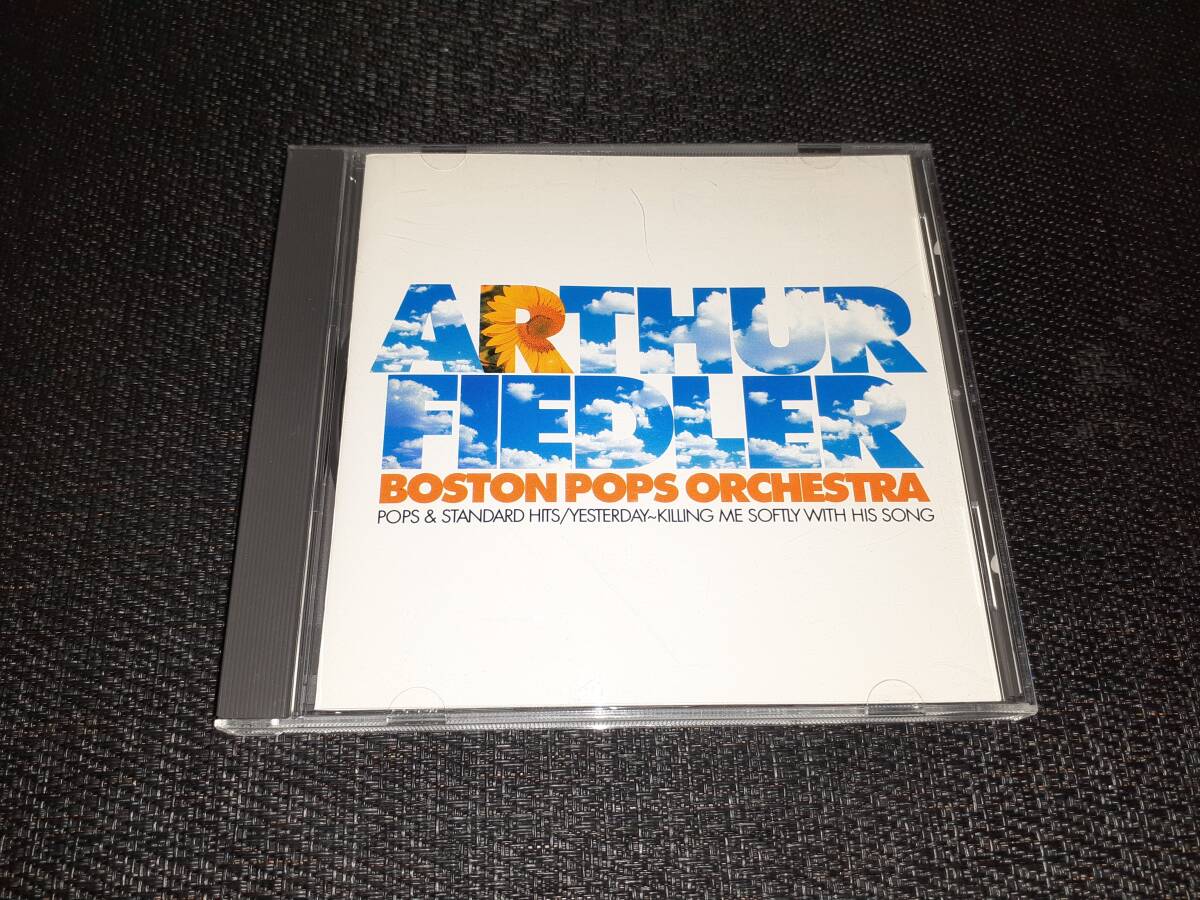 ARTHUR
FIEDLER
BOSTON POPS ORCHESTRA
POPS & STANDARD HITS/YESTERDAY~KILLING ME SOFTLY WITH HIS SONG